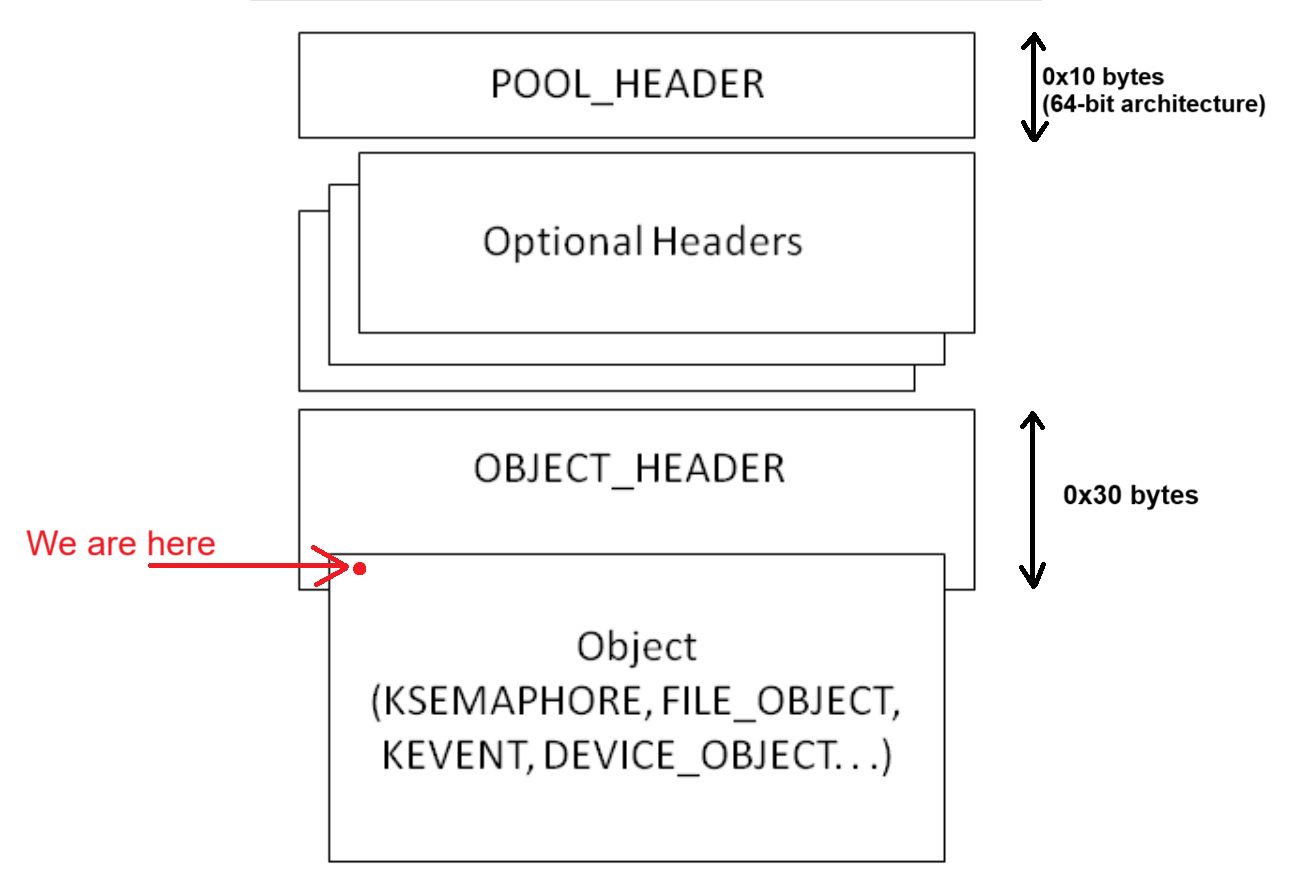 POOL_HEADER
0x10 bytes
(64-bit architecture)
Optional Headers
OBJECT_HEADER
0x30 bytes
We are here
Object
(KSEMAPHORE, FILE_OBJECT,
KEVENT, DEVICE_OBJECT. . .)